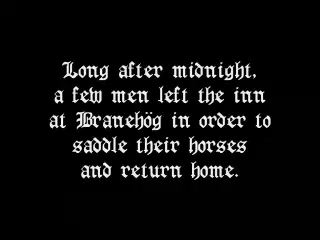 Long after midnight,
a few men left the inn
at Branehög in order to
saddle their horses
and return home.